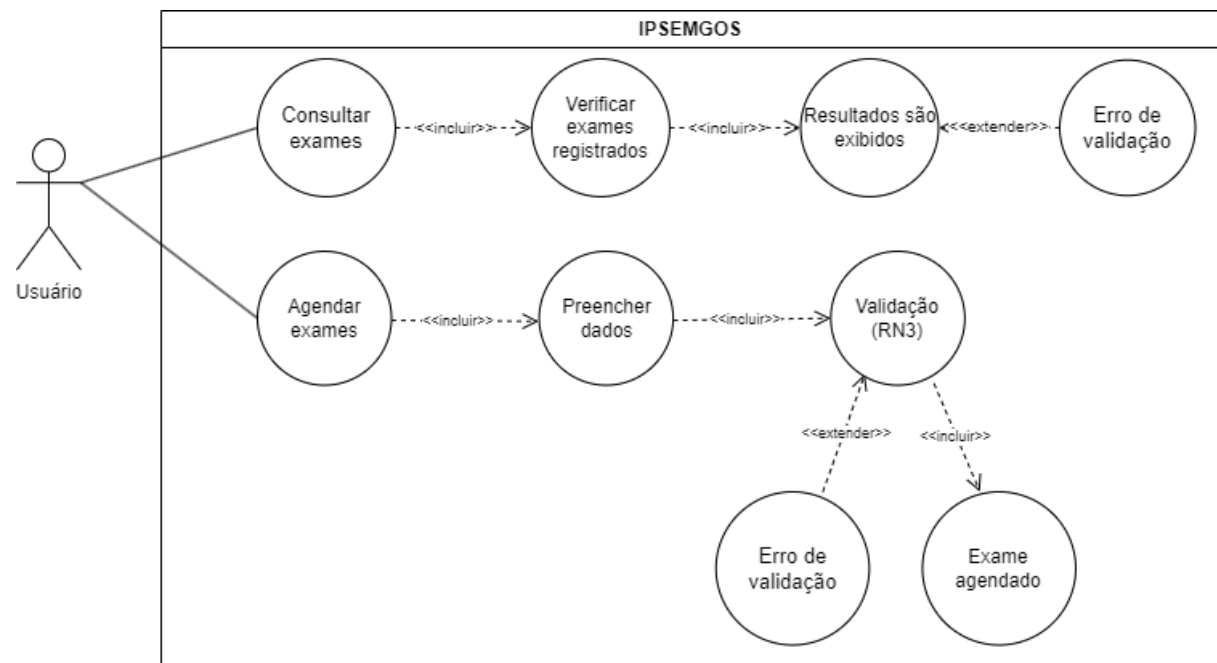 IPSEMGOS
Usuário
Consultar
exames
<<incluir>>
Verificar
exames
registrados
<<incluir>>
Resultados são
exibidos
<<extender>>
Erro de
validação
Agendar
exames
<<incluir>>
Preencher
dados
<<incluir>>
Validação
(RN3)
<<extender>>
<<incluir>>
Erro de
validação
Exame
agendado